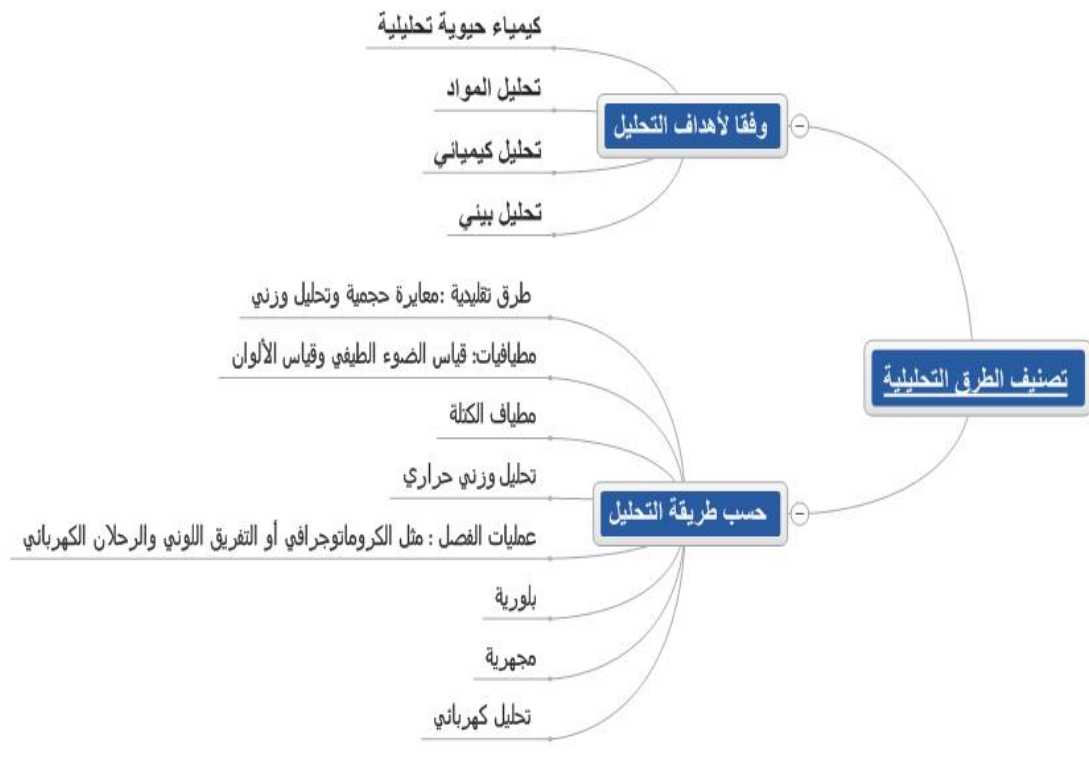 تصنيف الطرق التحليلية
وفقا لأهداف التحليل
كيمياء حيوية تحليلية
تحليل المواد
تحليل كيميائي
تحليل بيئي
حسب طريقة التحليل
طرق تقليدية :معايرة حجمية وتحليل وزني
مطيافيات: قياس الضوء الطيفي وقياس الألوان
مطياف الكتلة
تحليل وزني حراري
عمليات الفصل : مثل الكروماتوجرافي أو التفريق اللوني والرحلان الكهربائي
بلورية
مجهرية
تحليل كهربائي